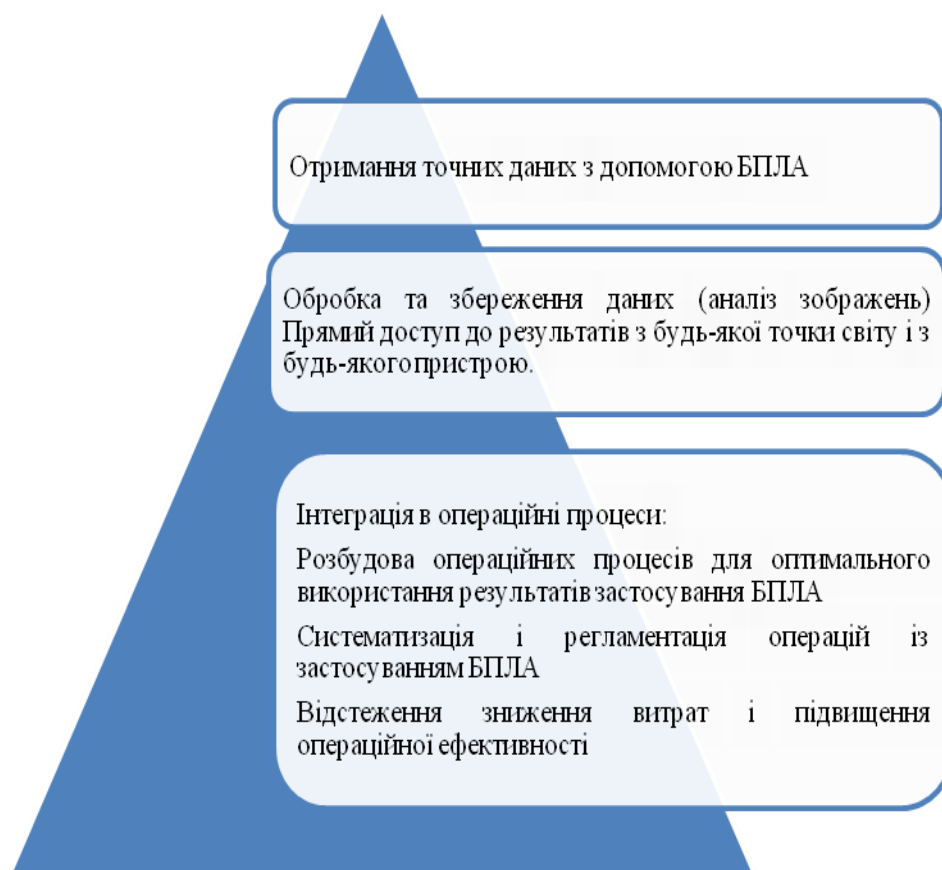 Отримання точних даних з допомогою БПЛА
Обробка та збереження даних (аналіз зображень)
Прямий доступ до результатів з будь-якої точки світу і з
будь-якого пристрою.
Інтеграція в операційні процеси:
Розбудова операційних процесів для оптимального
використання результатів застосування БПЛА
Систематизація і регламентація операцій із
застосуванням БПЛА
Відстеження зниження витрат і підвищення
операційної ефективності